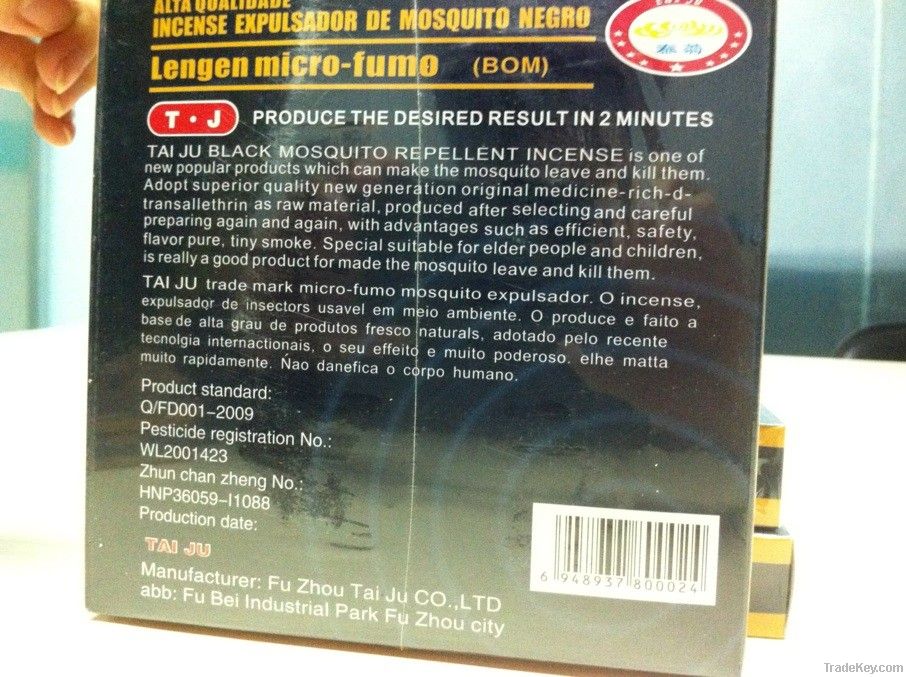 ALTA QUALIDADE
INCENSE EXPULSADOR DE MOSQUITO NEGRO
Lengen micro-fumo (BOM)
T·J PRODUCE THE DESIRED RESULT IN 2 MINUTES
TAI JU BLACK MOSQUITO REPELLENT INCENSE is one of
new popular products which can make the mosquito leave and kill them.
Adopt superior quality new generation original medicine-rich-d-
transallethrin as raw material, produced after selecting and careful
preparing again and again, with advantages such as efficient, safety,
flavor pure, tiny smoke. Special suitable for elder people and children,
is really a good product for made the mosquito leave and kill them.
TAI JU trade mark micro-fumo mosquito expulsador. O incense,
expulsador de insectors usavel em meio ambiente. O produce e faito a
base de alta grau de produtos fresco naturals, adotado pelo recente
tecnolgia internactionais, o seu effeito e muito poderoso. elhe matta
muito rapidamente. Ńao danefica o corpo humano.
Product standard:
Q/FD001-2009
Pesticide registration No.:
WL2001423
Zhun chan zheng No.:
HNP36059-I1088
Production date:
TAI JU
Manufacturer: Fu Zhou Tai Ju CO.,LTD
abb: Fu Bei Industrial Park Fu Zhou city
6 948937 800024
TradeKey.com